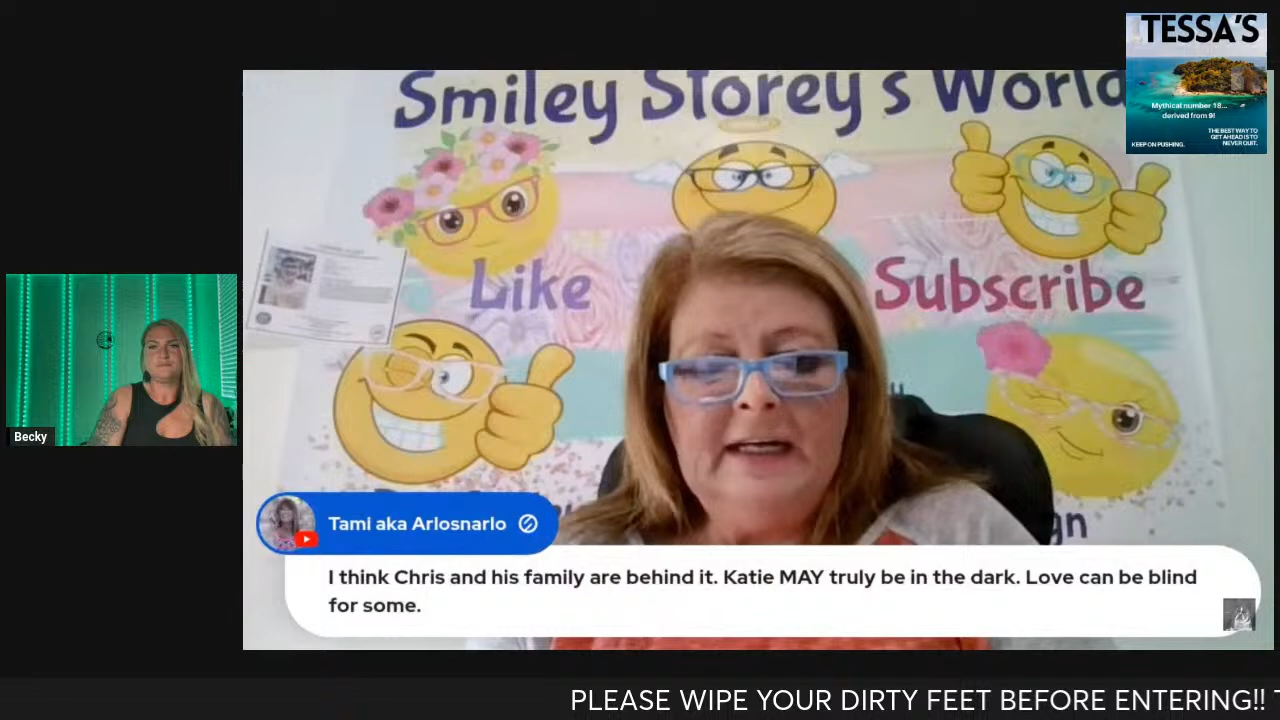 TESSA'S
Mythical number 18...
derived from 9!
THE BEST WAY TO
GET AHEAD IS TO
NEVER QUIT.
KEEP ON PUSHING.
Smiley Storey's World
Like
Subscribe
Becky
Tami aka Arlosnarlo
I think Chris and his family are behind it. Katie MAY truly be in the dark. Love can be blind
for some.
PLEASE WIPE YOUR DIRTY FEET BEFORE ENTERING!!